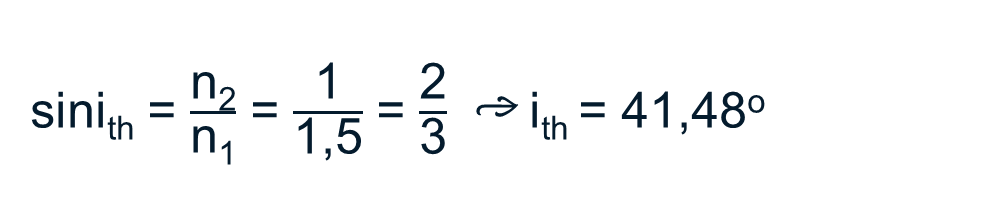 sini_th = n_2/n_1 = 1/1,5 = 2/3 ⇒ i_th = 41,48°